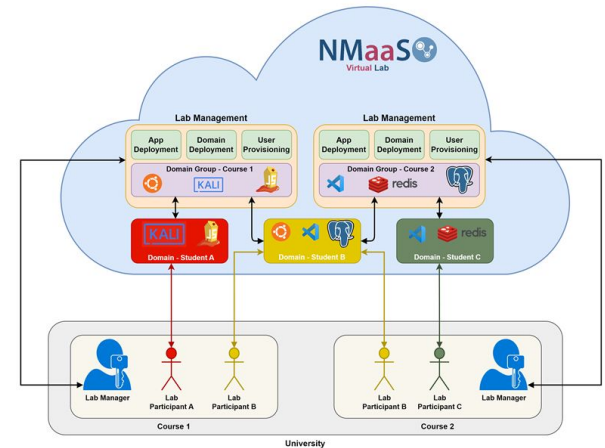 NMaaS
Virtual Lab
Lab Management
Lab Management
App
Deployment
Domain
Deployment
User
Provisioning
App
Deployment
Domain
Deployment
User
Provisioning
Domain Group - Course 1
Domain Group - Course 2
KALI
JS
redis
KALI
JS
redis
Domain - Student A
Domain - Student B
Domain - Student C
Lab Manager
Lab
Participant A
Lab
Participant B
Lab
Participant B
Lab
Participant C
Lab Manager
Course 1
Course 2
University